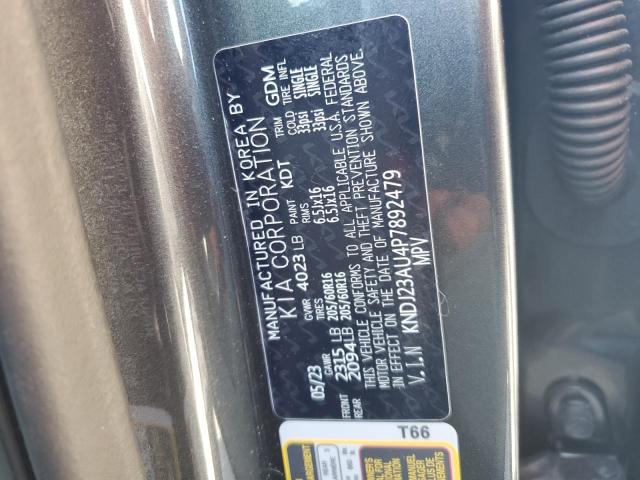 MANUFACTURED IN KOREA BY
KIA CORPORATION
05/23 GVWR 4023 LB PAINT KDT TRIM GDM
GAWR TIRES RIMS COLD TIRE INFL
FRONT 2315 LB 205/60R16 6.5Jx16 33psi SINGLE
REAR 2094 LB 205/60R16 6.5Jx16 33psi SINGLE
THIS VEHICLE CONFORMS TO ALL APPLICABLE U.S.A. FEDERAL
MOTOR VEHICLE SAFETY AND THEFT PREVENTION STANDARDS
IN EFFECT ON THE DATE OF MANUFACTURE SHOWN ABOVE.
V.I.N KNDJ23AU4P7892479
MPV
T66